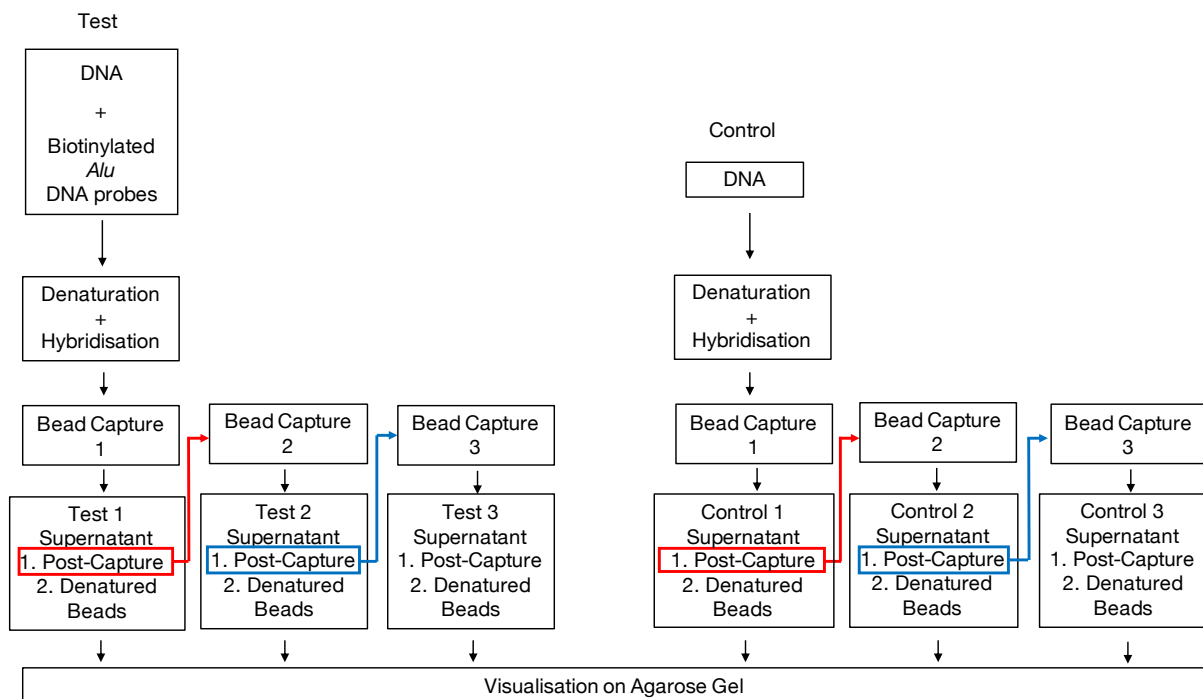 Test
DNA
+
Biotinylated
Alu
DNA probes
Denaturation
+
Hybridisation
Bead Capture
1
Bead Capture
2
Bead Capture
3
Test 1
Supernatant
1. Post-Capture
2. Denatured
Beads
Test 2
Supernatant
1. Post-Capture
2. Denatured
Beads
Test 3
Supernatant
1. Post-Capture
2. Denatured
Beads
Control
DNA
Denaturation
+
Hybridisation
Bead Capture
1
Bead Capture
2
Bead Capture
3
Control 1
Supernatant
1. Post-Capture
2. Denatured
Beads
Control 2
Supernatant
1. Post-Capture
2. Denatured
Beads
Control 3
Supernatant
1. Post-Capture
2. Denatured
Beads
Visualisation on Agarose Gel